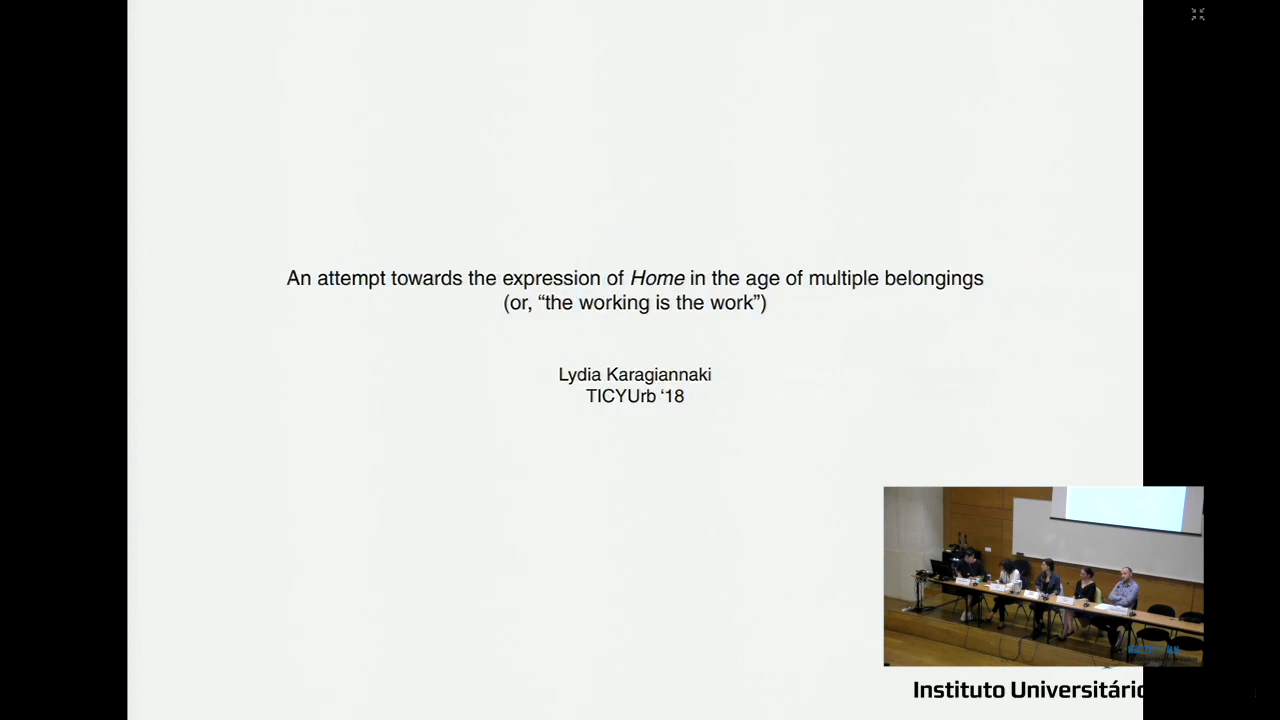 An attempt towards the expression of Home in the age of multiple belongings
(or, “the working is the work”)
Lydia Karagiannaki
TICYUrb ‘18
Instituto Universitário